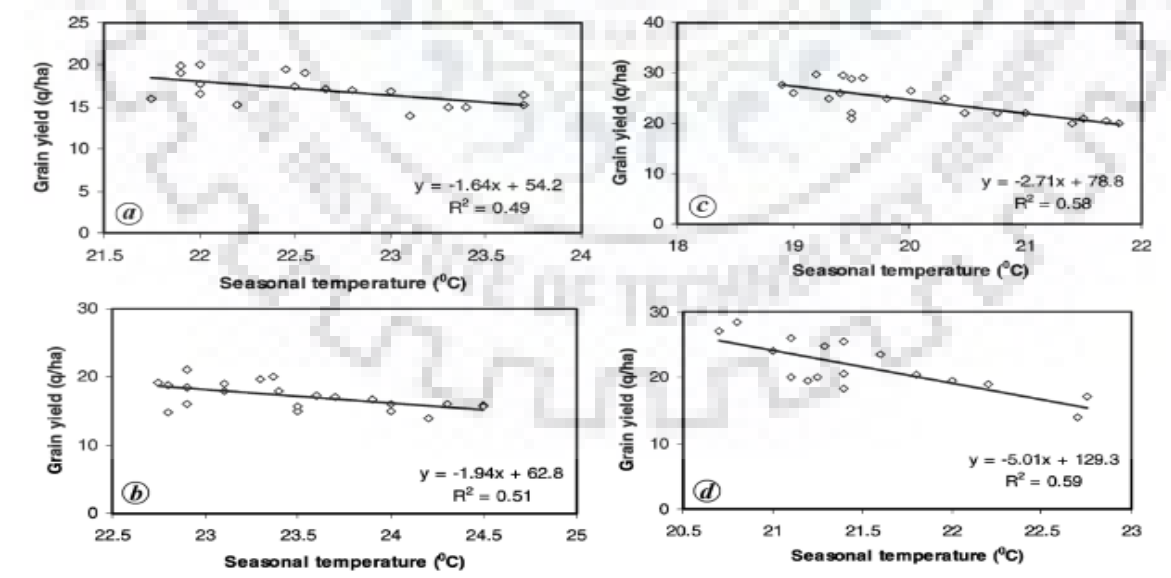 25
20
15
10
5
0
Grain yield (q/ha)
y = -1.64x + 54.2
R² = 0.49
a
21.5 22 22.5 23 23.5 24
Seasonal temperature (⁰C)
40
30
20
10
0
Grain yield (q/ha)
y = -2.71x + 78.8
R² = 0.58
c
18 19 20 21 22
Seasonal temperature (⁰C)
30
20
10
0
Grain yield (q/ha)
y = -1.94x + 62.8
R² = 0.51
b
22.5 23 23.5 24 24.5 25
Seasonal temperature (⁰C)
30
20
10
0
Grain yield (q/ha)
y = -5.01x + 129.3
R² = 0.59
d
20.5 21 21.5 22 22.5 23
Seasonal temperature (⁰C)